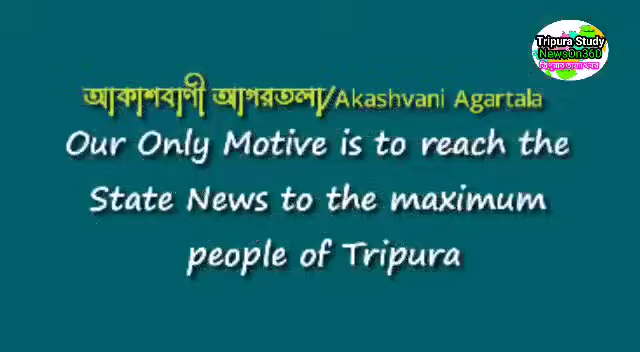 Tripura Study
NewsOn36D
আকাশবাণী আগরতলা/Akashvani Agartala
Our Only Motive is to reach the
State News to the maximum
people of Tripura